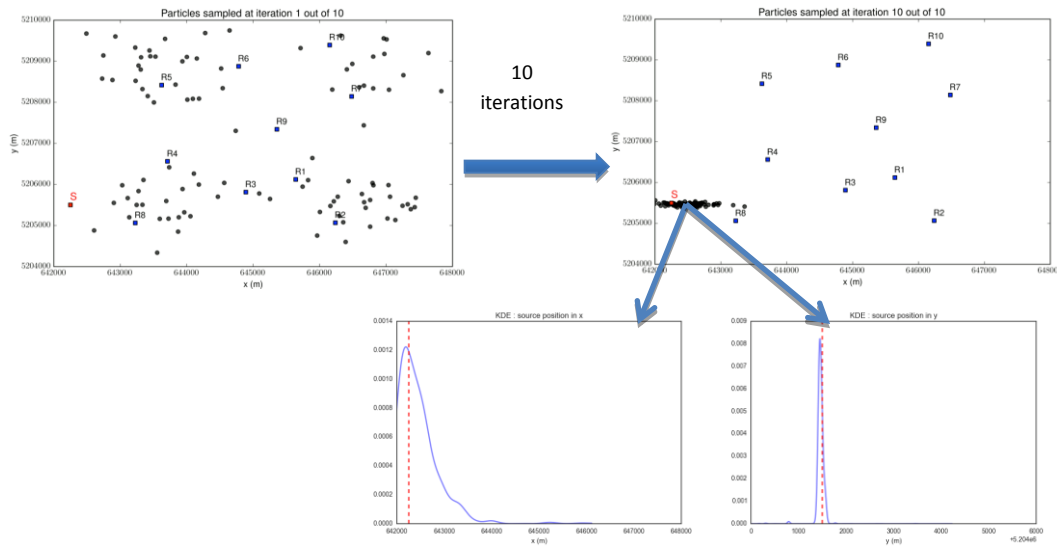 Particles sampled at iteration 1 out of 10
5210000
5209000
5208000
5207000
5206000
5205000
5204000
y (m)
R10
R6
R5
R7
R9
R4
R1
R3
S
R8
R2
642000 643000 644000 645000 646000 647000 648000
x (m)
10
iterations
Particles sampled at iteration 10 out of 10
5210000
5209000
5208000
5207000
5206000
5205000
5204000
y (m)
R10
R6
R5
R7
R9
R4
R1
R3
S
R8
R2
642000 643000 644000 645000 646000 647000 648000
x (m)
KDE : source position in x
0.0014
0.0012
0.0010
0.0008
0.0006
0.0004
0.0002
0.0000
642000 643000 644000 645000 646000 647000 648000
x (m)
KDE : source position in y
0.009
0.008
0.007
0.006
0.005
0.004
0.003
0.002
0.001
0.000
0 1000 2000 3000 4000 5000 6000
y (m)
+5.204e6